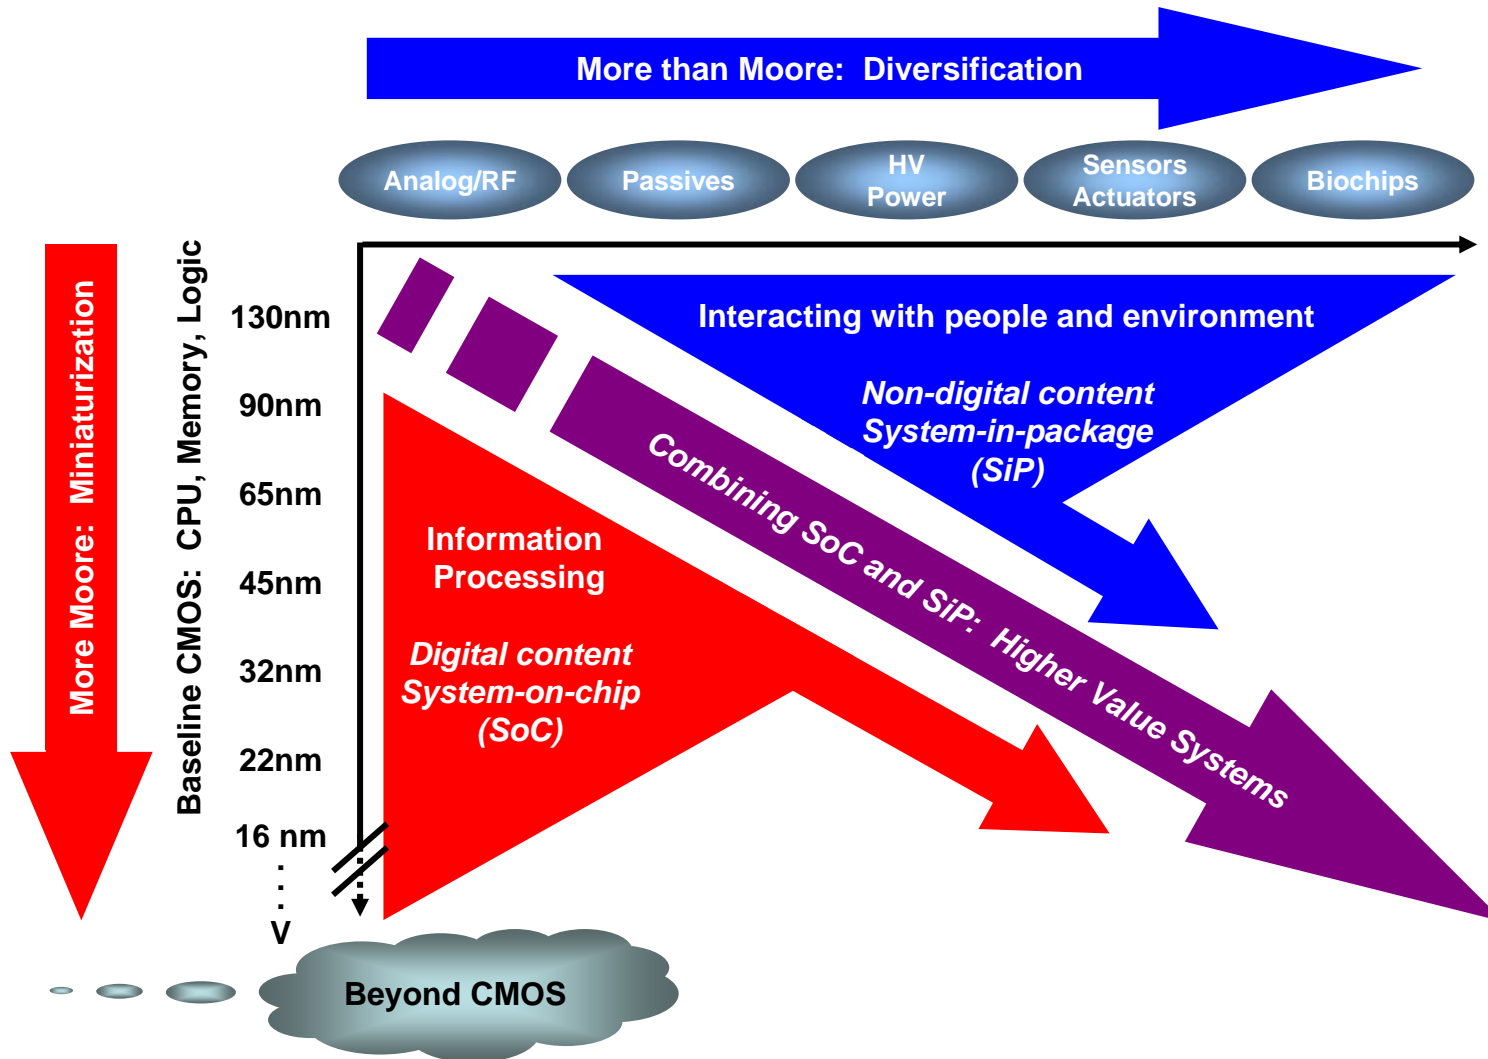 More than Moore: Diversification
Analog/RF
Passives
HV
Power
Sensors
Actuators
Biochips
More Moore: Miniaturization
Baseline CMOS: CPU, Memory, Logic
130nm
90nm
65nm
45nm
32nm
22nm
16 nm
V
Interacting with people and environment
Non-digital content
System-in-package
(SiP)
Combining SoC and SiP: Higher Value Systems
Information
Processing
Digital content
System-on-chip
(SoC)
Beyond CMOS